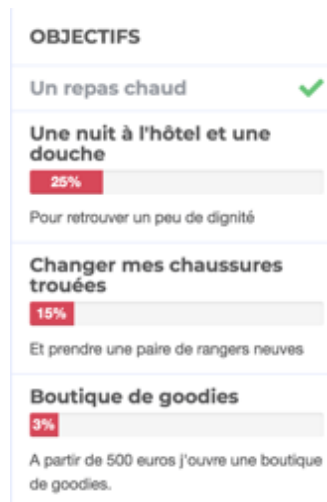 OBJECTIFS
Un repas chaud
Une nuit à l'hôtel et une
douche
25%
Pour retrouver un peu de dignité
Changer mes chaussures
trouées
15%
Et prendre une paire de rangers neuves
Boutique de goodies
3%
A partir de 500 euros j'ouvre une boutique
de goodies.